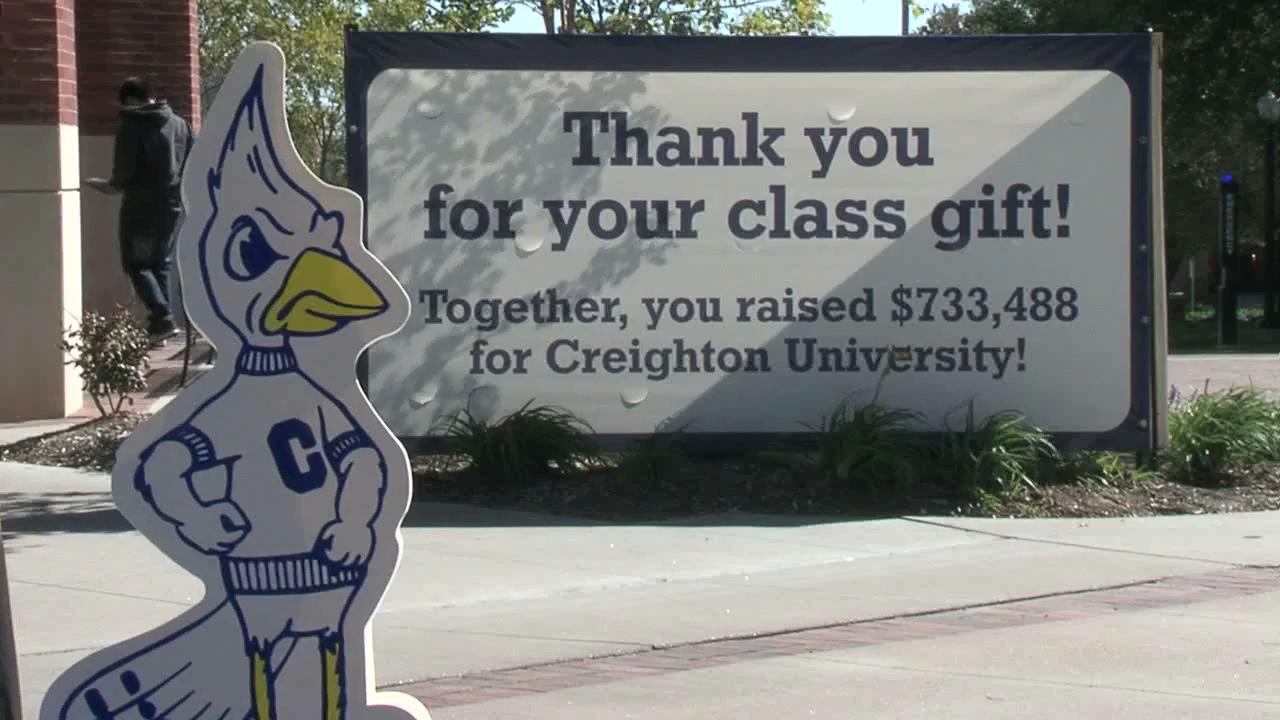 Thank you
for your class gift!
Together, you raised $733,488
for Creighton University!
C